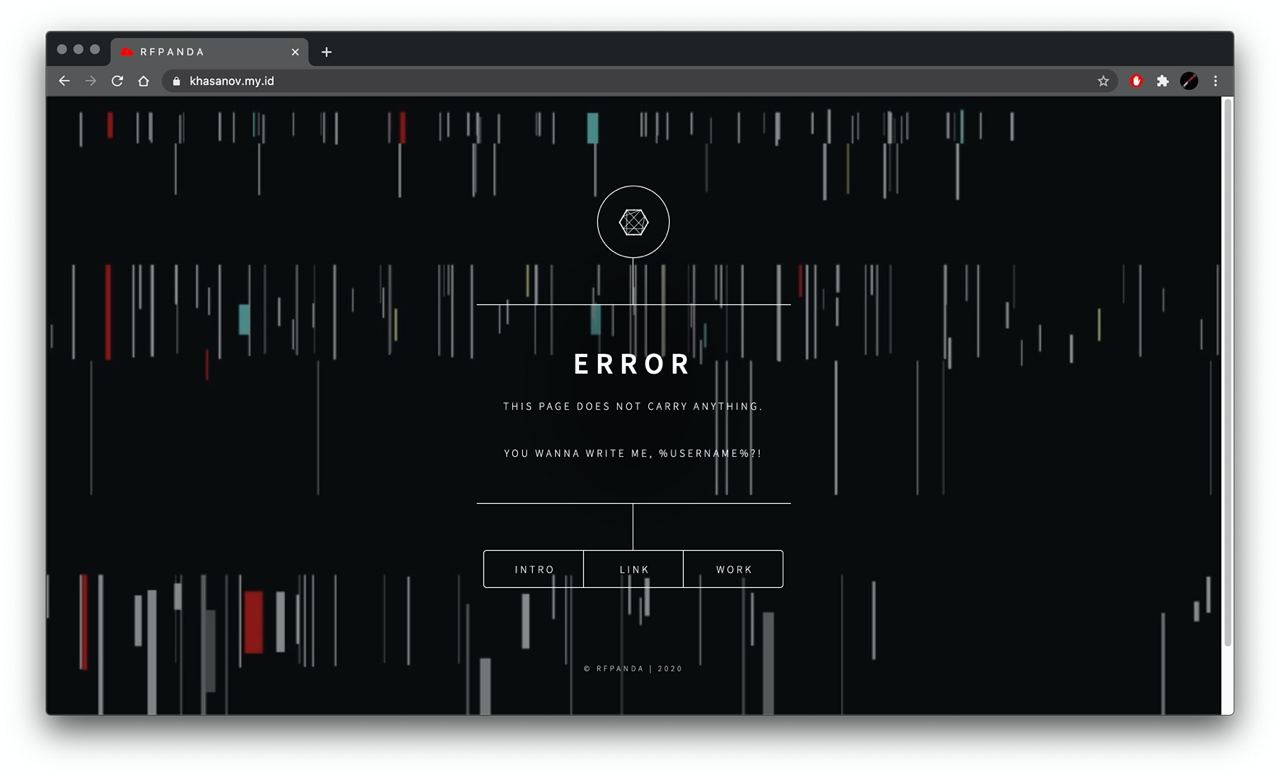 RFPANDA
khasanov.my.id
ERROR
THIS PAGE DOES NOT CARRY ANYTHING.
YOU WANNA WRITE ME, %USERNAME%?!
INTRO LINK WORK
© RFPANDA | 2020